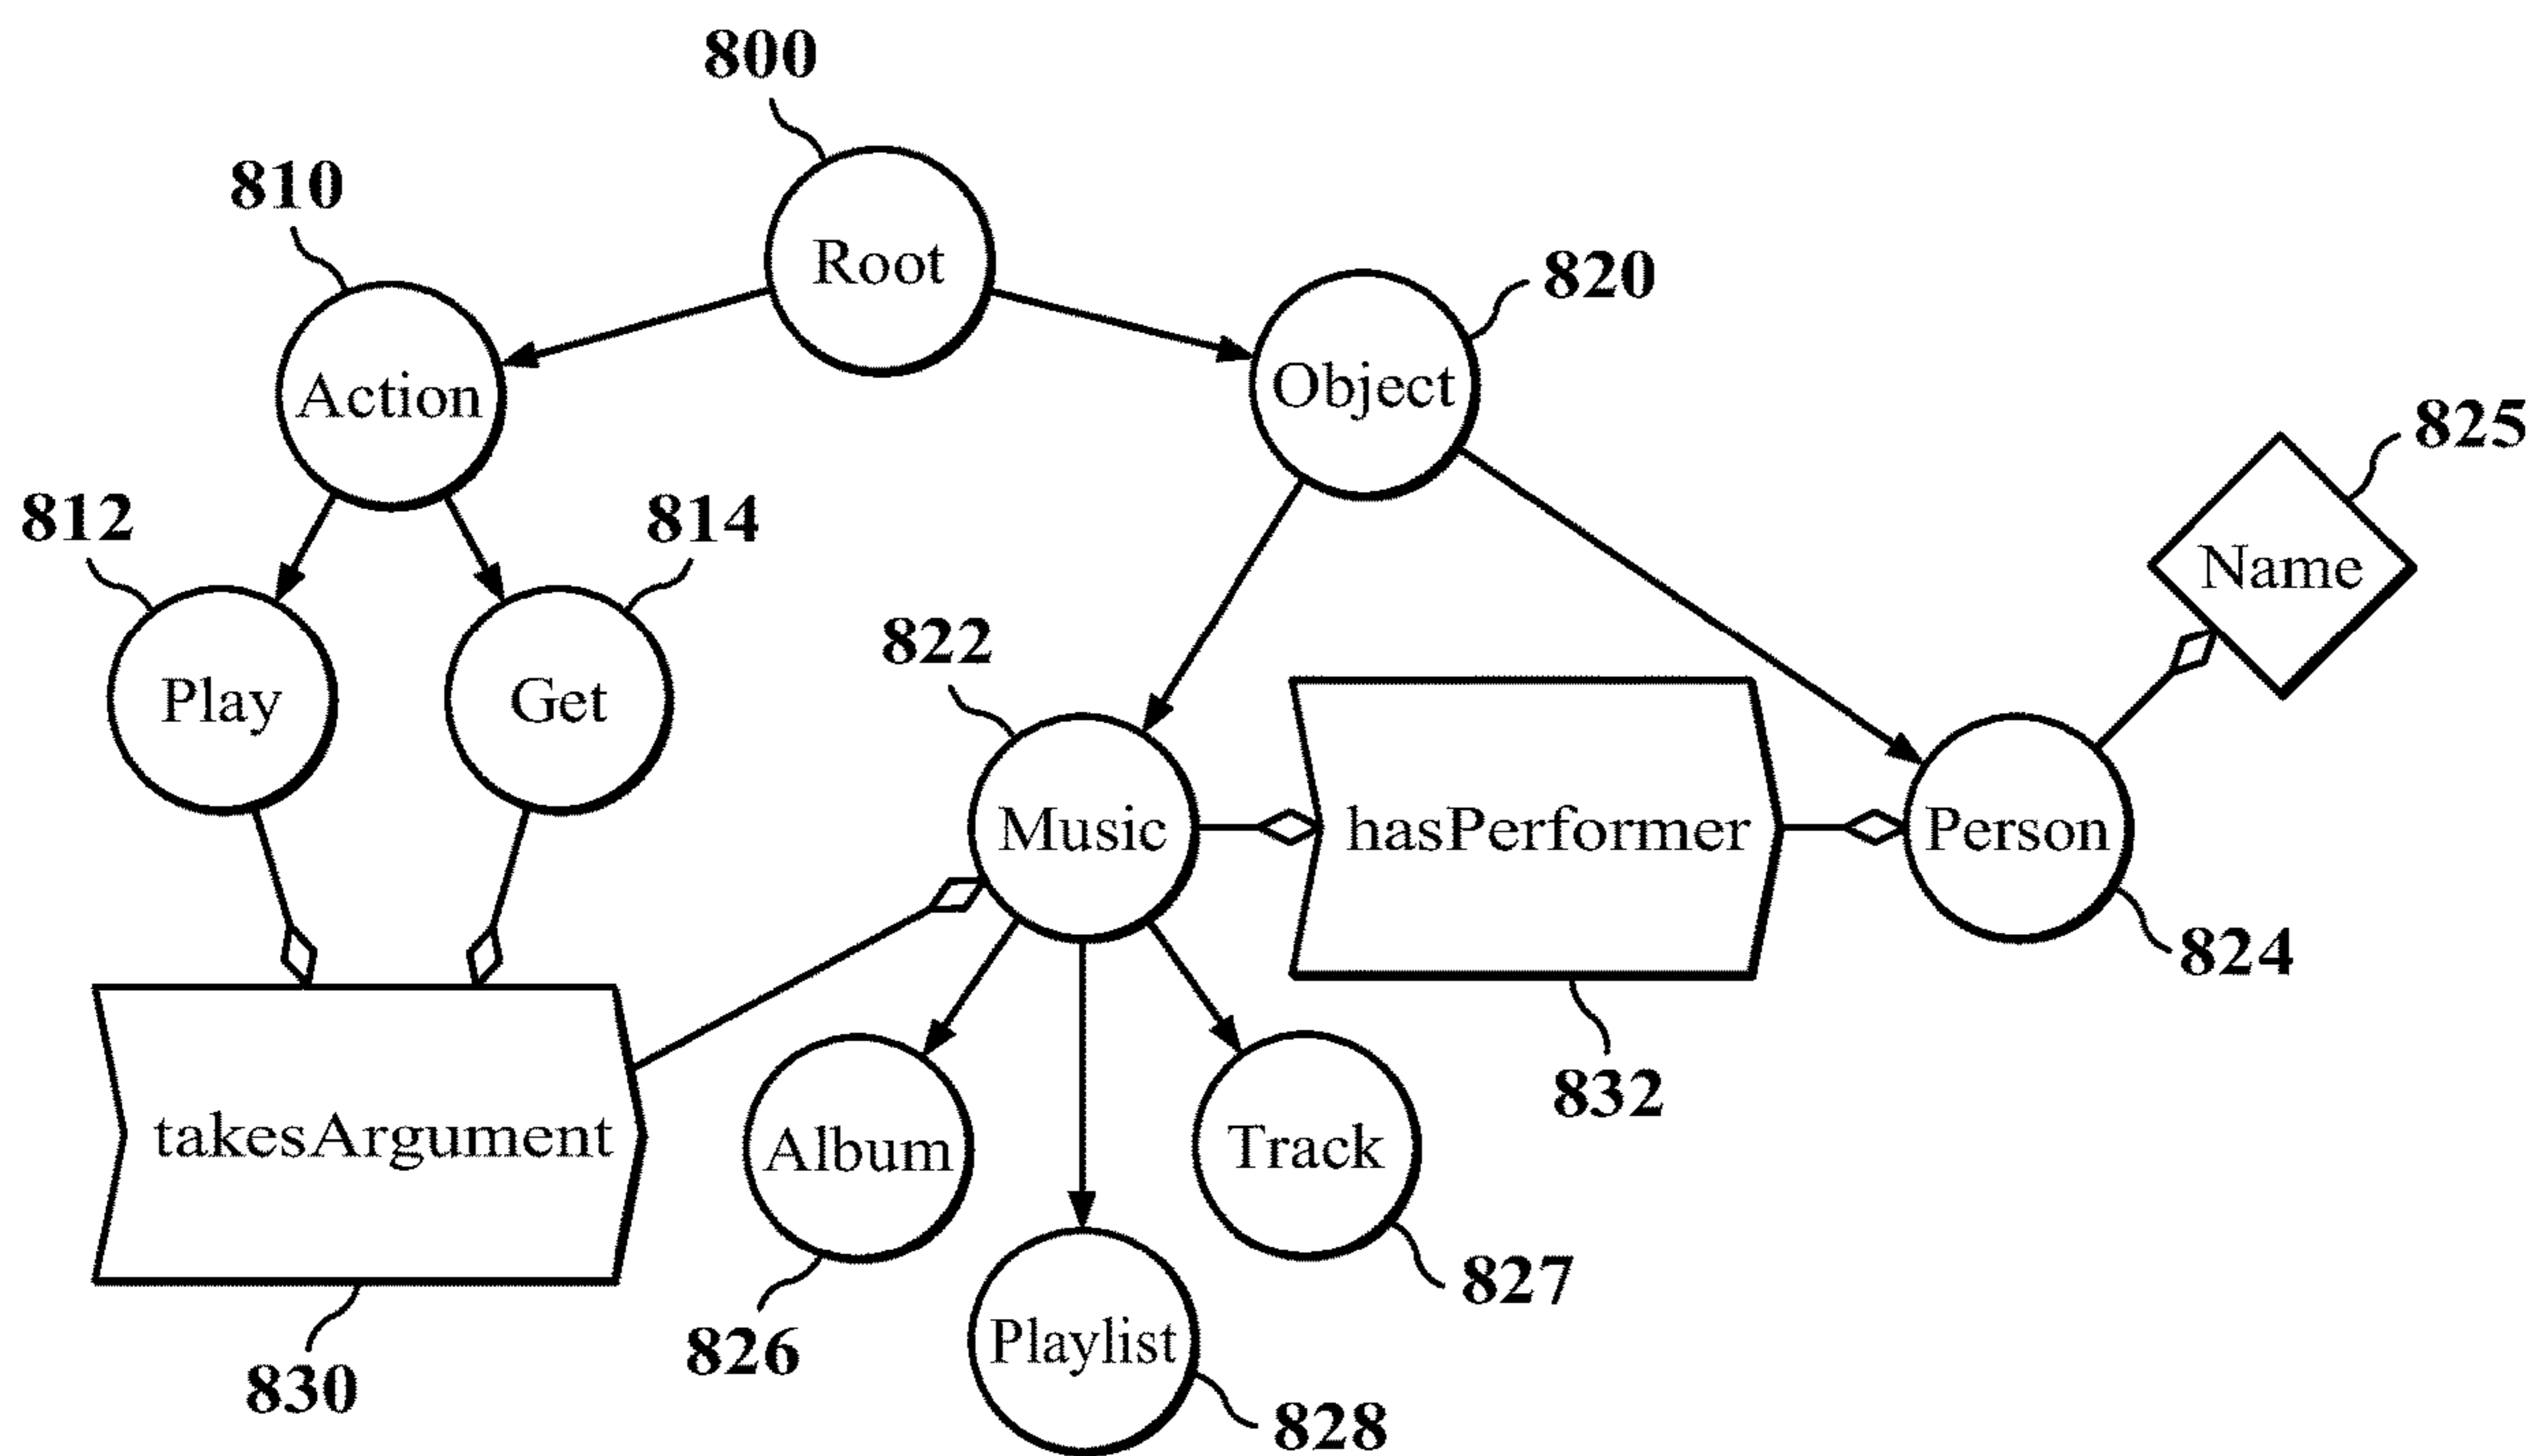 800
810
Root
820
Action
Object
825
812
814
Name
822
Play
Get
Music
hasPerformer
Person
824
832
takesArgument
Album
Track
827
826
Playlist
830
828